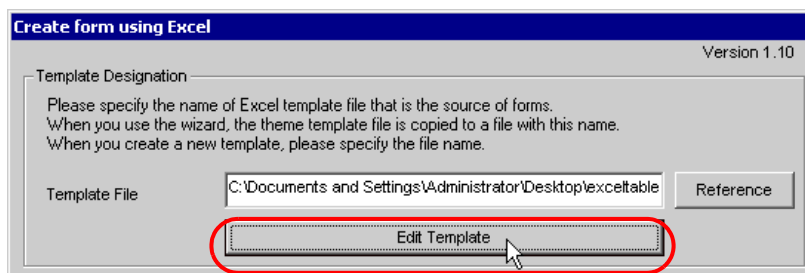 Create form using Excel
Version 1.10
Template Designation
Please specify the name of Excel template file that is the source of forms.
When you use the wizard, the theme template file is copied to a file with this name.
When you create a new template, please specify the file name.
Template File
C:\Documents and Settings\Administrator\Desktop\exceltable
Reference
Edit Template